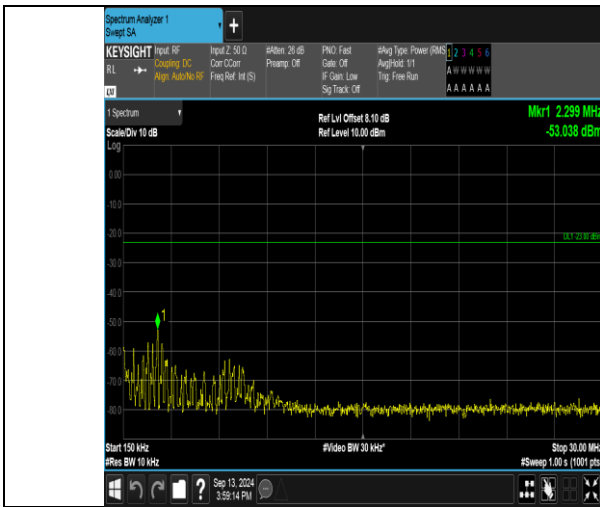 Spectrum Analyzer 1
Swept SA
+
KEYSIGHT Input: RF Input Z: 50 Ω #Atten: 26 dB PNO: Fast #Avg Type: Power (RMS 1 2 3 4 5 6
RL Coupling: DC Corr CCorr Preamp: Off Gate: Off Avg|Hold: 1/1 A W W W W W
Align: Auto/No RF Freq Ref: Int (S) IF Gain: Low Trig: Free Run
LXI Sig Track: Off A A A A A A
1 Spectrum Ref Lvl Offset 8.10 dB Mkr1 2.299 MHz
Scale/Div 10 dB Ref Level 10.00 dBm -53.038 dBm
Log
0.00
-10.0
-20.0
DL1 -23.00 dBm
-30.0
-40.0
1
-50.0
-60.0
-70.0
-80.0
Start 150 kHz #Video BW 30 kHz* Stop 30.00 MHz
#Res BW 10 kHz #Sweep 1.00 s (1001 pts
? Sep 13, 2024
3:59:14 PM